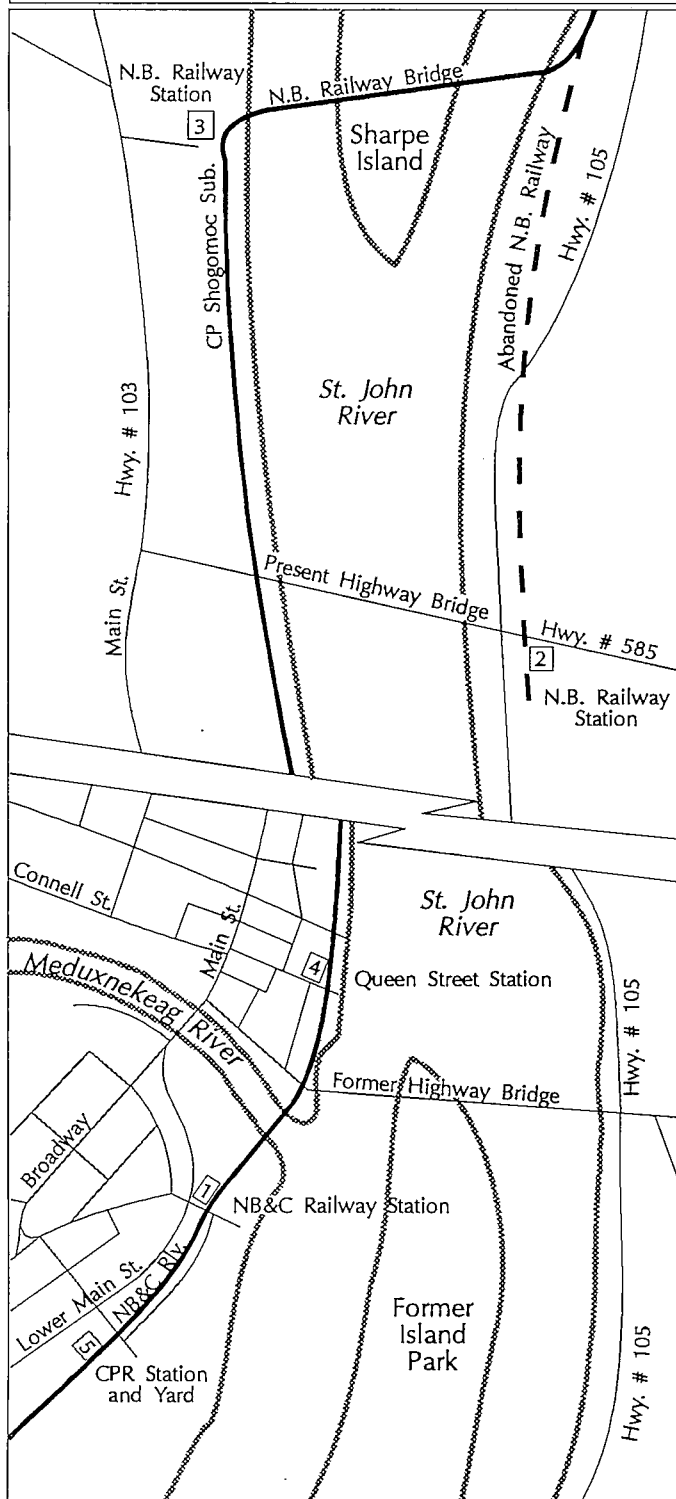 N.B. Railway
Station
3
N.B. Railway Bridge
Sharpe
Island
Abandoned N.B. Railway
Hwy. # 105
CP Shogomoc Sub.
Hwy. # 103
St. John
River
Main St.
Present Highway Bridge
Hwy. # 585
2
N.B. Railway
Station
Connell St.
Main St.
St. John
River
4
Queen Street Station
Meduxnekeag River
Hwy. # 105
Former Highway Bridge
Broadway
1
NB&C Railway Station
NB&C Rly.
Lower Main St.
5
CPR Station
and Yard
Former
Island
Park
Hwy. # 105